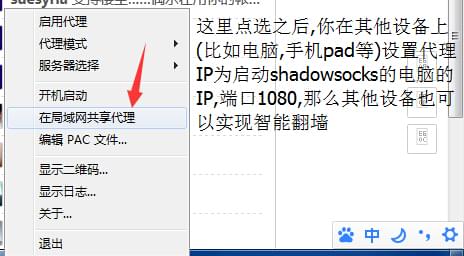 启用代理
代理模式
服务器选择
开机启动
在局域网共享代理
编辑 PAC 文件...
显示二维码...
显示日志...
关于...
退出
这里点选之后,你在其他设备上
(比如电脑,手机pad等)设置代理
IP为启动shadowsocks的电脑的
IP,端口1080,那么其他设备也可
以实现智能翻墙
中